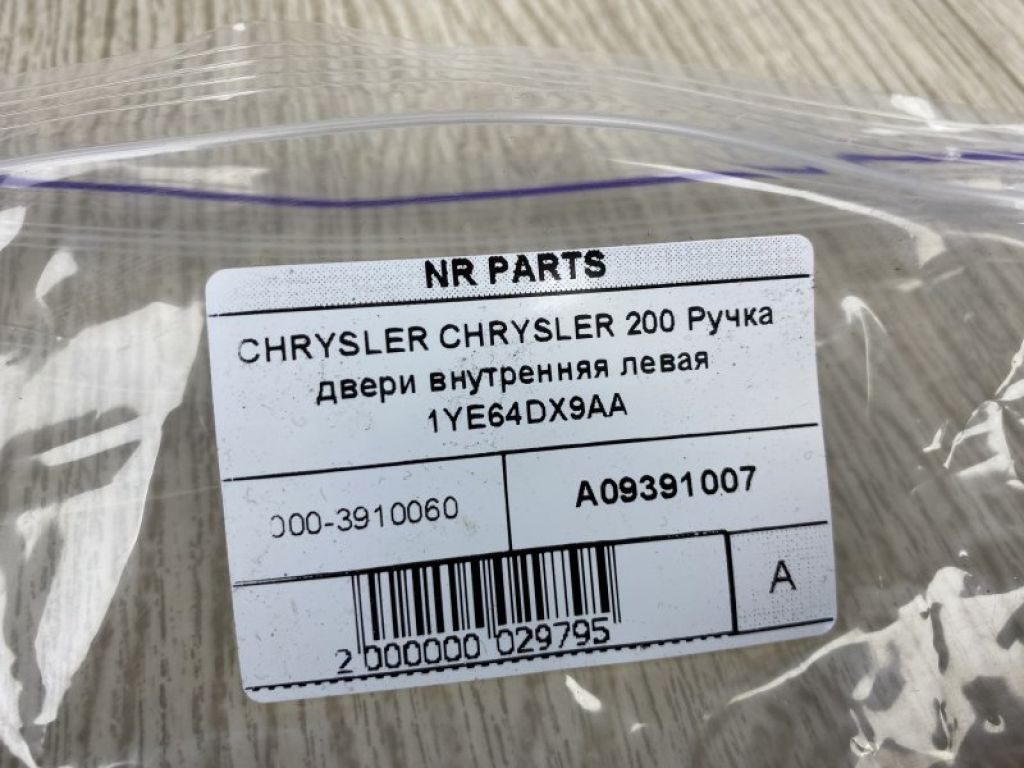 NR PARTS
CHRYSLER CHRYSLER 200 Ручка
двери внутренняя левая
1YE64DX9AA
000-3910060
A09391007
A
2 000000 029795